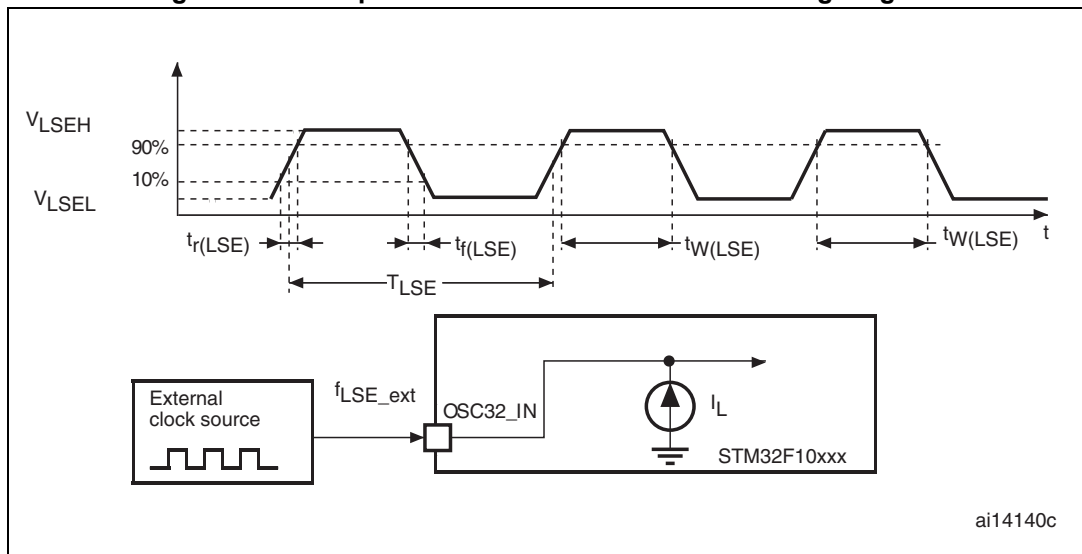 VLSEH
90%
10%
VLSEL
tr(LSE)
tf(LSE)
tW(LSE)
tW(LSE)
t
TLSE
External
clock source
fLSE_ext
OSC32_IN
IL
STM32F10xxx
ai14140c